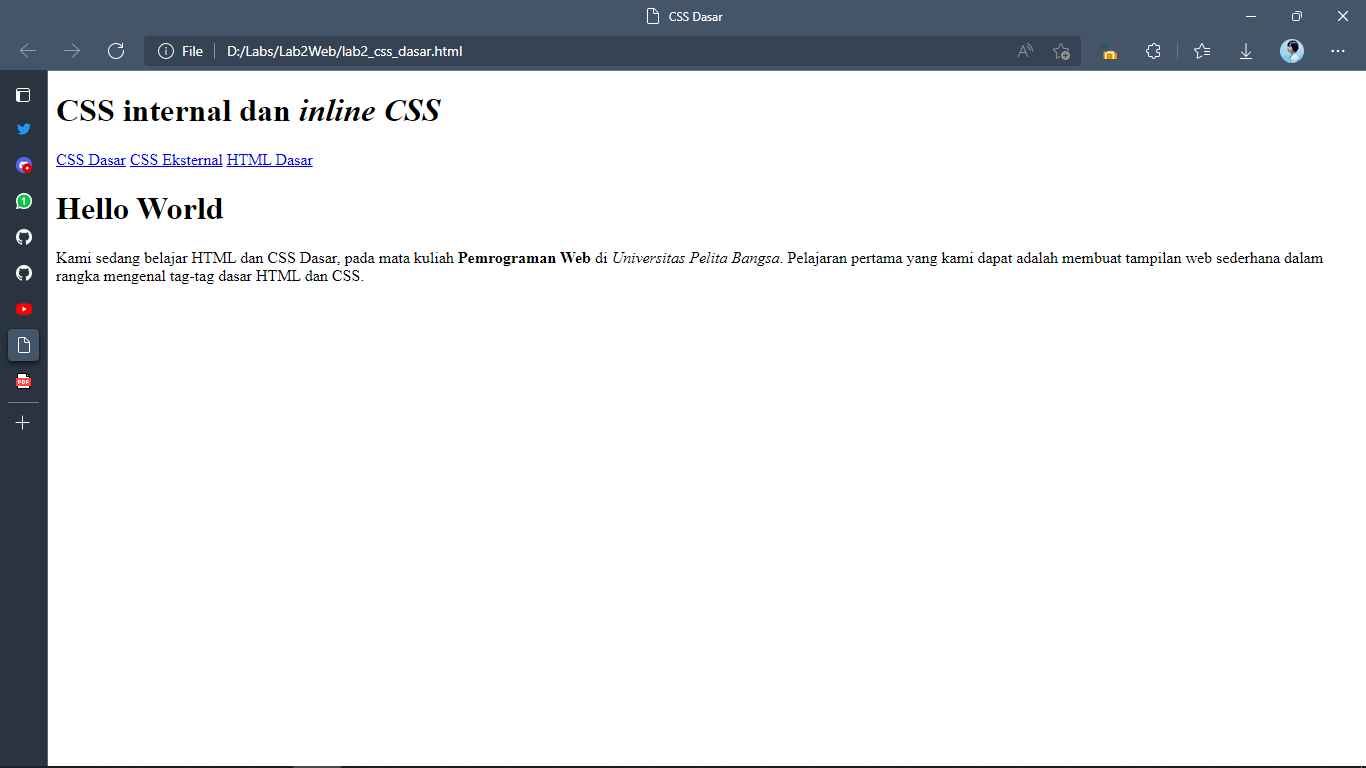 CSS Dasar
File D:/Labs/Lab2Web/lab2_css_dasar.html
CSS internal dan inline CSS
CSS Dasar CSS Eksternal HTML Dasar
Hello World
Kami sedang belajar HTML dan CSS Dasar, pada mata kuliah Pemrograman Web di Universitas Pelita Bangsa. Pelajaran pertama yang kami dapat adalah membuat tampilan web sederhana dalam
rangka mengenal tag-tag dasar HTML dan CSS.
1
PDF